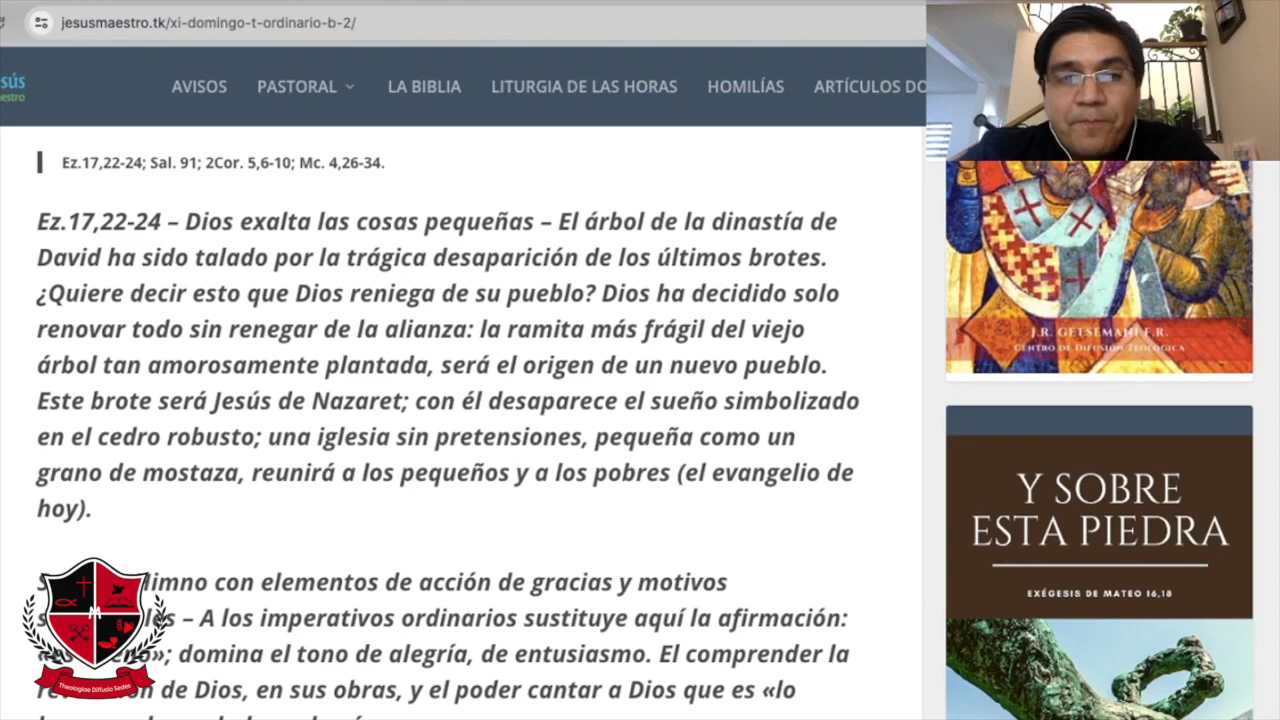 jesusmaestro.tk/xi-domingo-t-ordinario-b-2/
esús
aestro
AVISOS PASTORAL LA BIBLIA LITURGIA DE LAS HORAS HOMILÍAS ARTÍCULOS DO
Ez.17,22-24; Sal. 91; 2Cor. 5,6-10; Mc. 4,26-34.
Ez.17,22-24 – Dios exalta las cosas pequeñas – El árbol de la dinastía de
David ha sido talado por la trágica desaparición de los últimos brotes.
¿Quiere decir esto que Dios reniega de su pueblo? Dios ha decidido solo
renovar todo sin renegar de la alianza: la ramita más frágil del viejo
árbol tan amorosamente plantada, será el origen de un nuevo pueblo.
Este brote será Jesús de Nazaret; con él desaparece el sueño simbolizado
en el cedro robusto; una iglesia sin pretensiones, pequeña como un
grano de mostaza, reunirá a los pequeños y a los pobres (el evangelio de
hoy).
imno con elementos de acción de gracias y motivos
– A los imperativos ordinarios sustituye aquí la afirmación:
domina el tono de alegría, de entusiasmo. El comprender la
de Dios, en sus obras, y el poder cantar a Dios que es «lo
M
Theologiae Diffusio Sedes
J.R. GETSEMANÍ F.R.
CENTRO DE DIFUSIÓN TEOLÓGICA
Y SOBRE
ESTA PIEDRA
EXÉGESIS DE MATEO 16,18